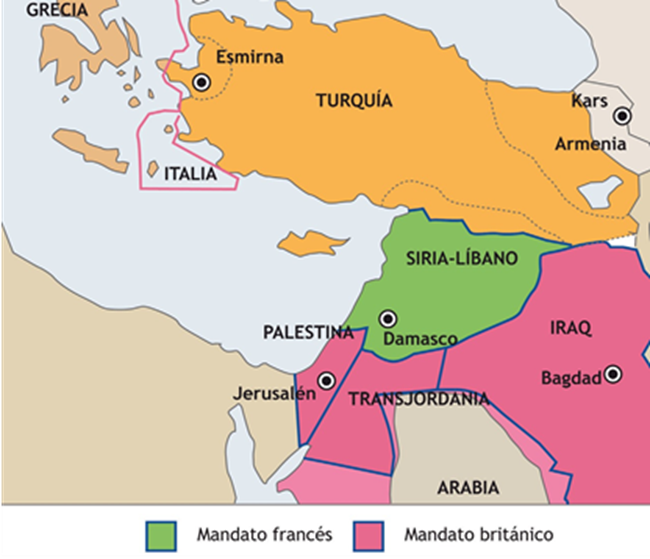 GRECIA
Esmirna
TURQUÍA
Kars
Armenia
ITALIA
SIRIA-LÍBANO
PALESTINA
Damasco
IRAQ
Bagdad
Jerusalén
TRANSJORDANIA
ARABIA
Mandato francés
Mandato británico